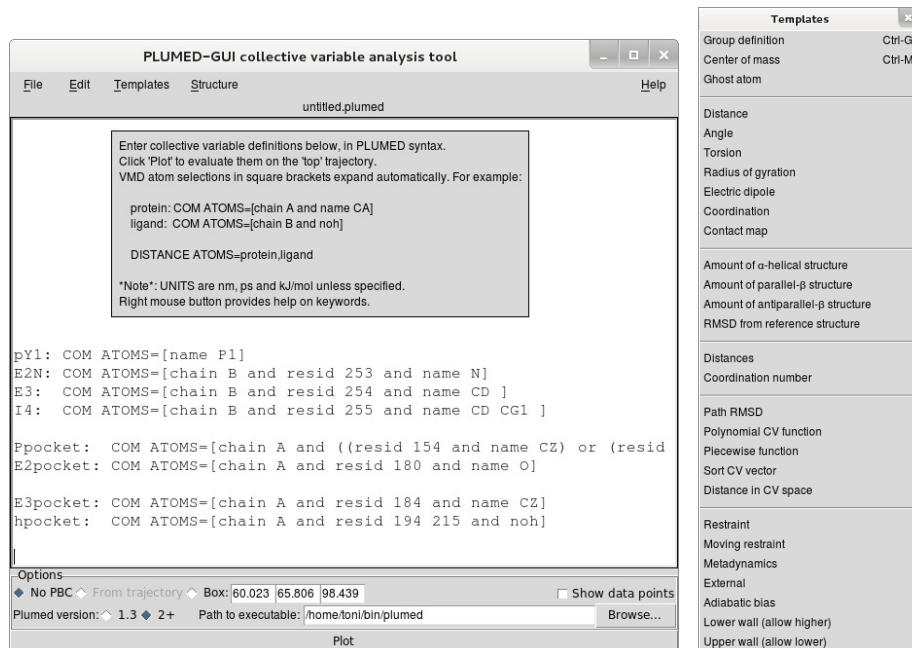 PLUMED-GUI collective variable analysis tool
File Edit Templates Structure Help
untitled.plumed
Enter collective variable definitions below, in PLUMED syntax.
Click 'Plot' to evaluate them on the 'top' trajectory.
VMD atom selections in square brackets expand automatically. For example:
protein: COM ATOMS=[chain A and name CA]
ligand: COM ATOMS=[chain B and noh]
DISTANCE ATOMS=protein,ligand
*Note*: UNITS are nm, ps and kJ/mol unless specified.
Right mouse button provides help on keywords.
pY1: COM ATOMS=[name P1]
E2N: COM ATOMS=[chain B and resid 253 and name N]
E3: COM ATOMS=[chain B and resid 254 and name CD ]
I4: COM ATOMS=[chain B and resid 255 and name CD CG1 ]
Ppocket: COM ATOMS=[chain A and ((resid 154 and name CZ) or (resid
E2pocket: COM ATOMS=[chain A and resid 180 and name O]
E3pocket: COM ATOMS=[chain A and resid 184 and name CZ]
hpocket: COM ATOMS=[chain A and resid 194 215 and noh]
Options
No PBC From trajectory Box: 60.023 65.806 98.439 Show data points
Plumed version: 1.3 2+ Path to executable: /home/toni/bin/plumed Browse...
Plot
Templates
Group definition Ctrl-G
Center of mass Ctrl-M
Ghost atom
Distance
Angle
Torsion
Radius of gyration
Electric dipole
Coordination
Contact map
Amount of α-helical structure
Amount of parallel-β structure
Amount of antiparallel-β structure
RMSD from reference structure
Distances
Coordination number
Path RMSD
Polynomial CV function
Piecewise function
Sort CV vector
Distance in CV space
Restraint
Moving restraint
Metadynamics
External
Adiabatic bias
Lower wall (allow higher)
Upper wall (allow lower)